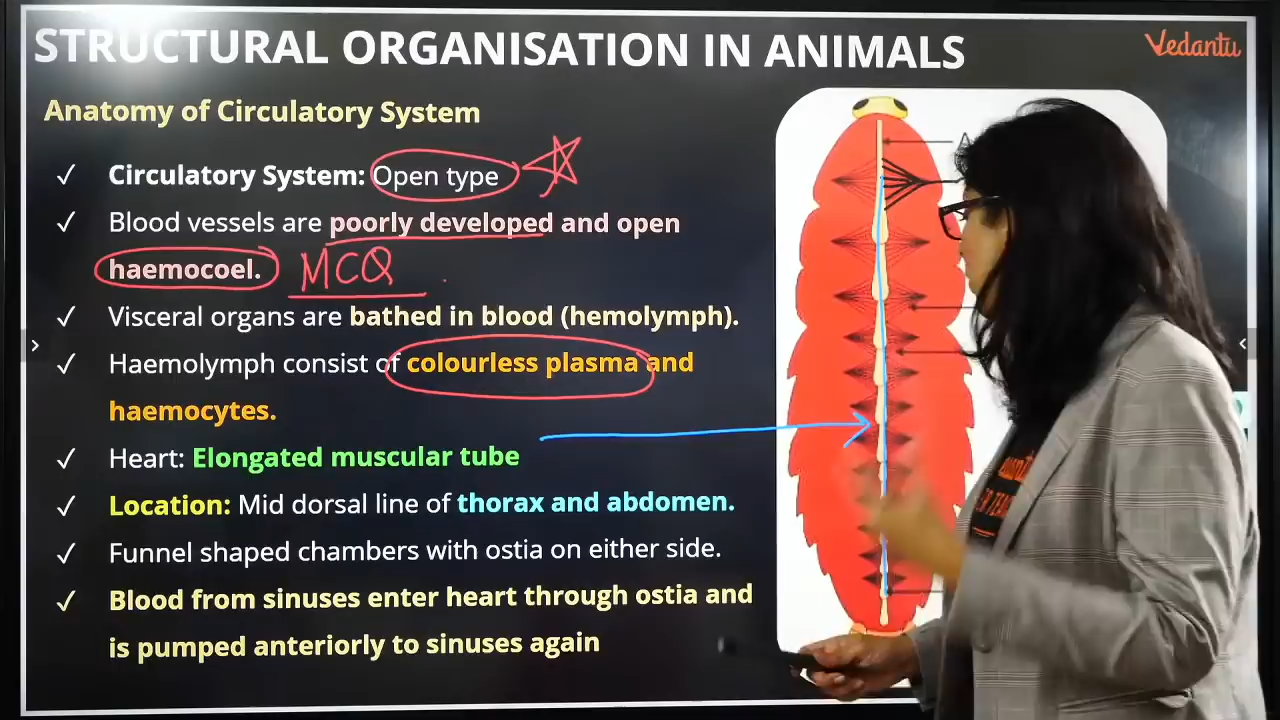 STRUCTURAL ORGANISATION IN ANIMALS
Vedantu
Anatomy of Circulatory System
✓ Circulatory System: Open type
✓ Blood vessels are poorly developed and open
haemocoel. MCQ
✓ Visceral organs are bathed in blood (hemolymph).
✓ Haemolymph consist of colourless plasma and
haemocytes.
✓ Heart: Elongated muscular tube
✓ Location: Mid dorsal line of thorax and abdomen.
✓ Funnel shaped chambers with ostia on either side.
✓ Blood from sinuses enter heart through ostia and
is pumped anteriorly to sinuses again